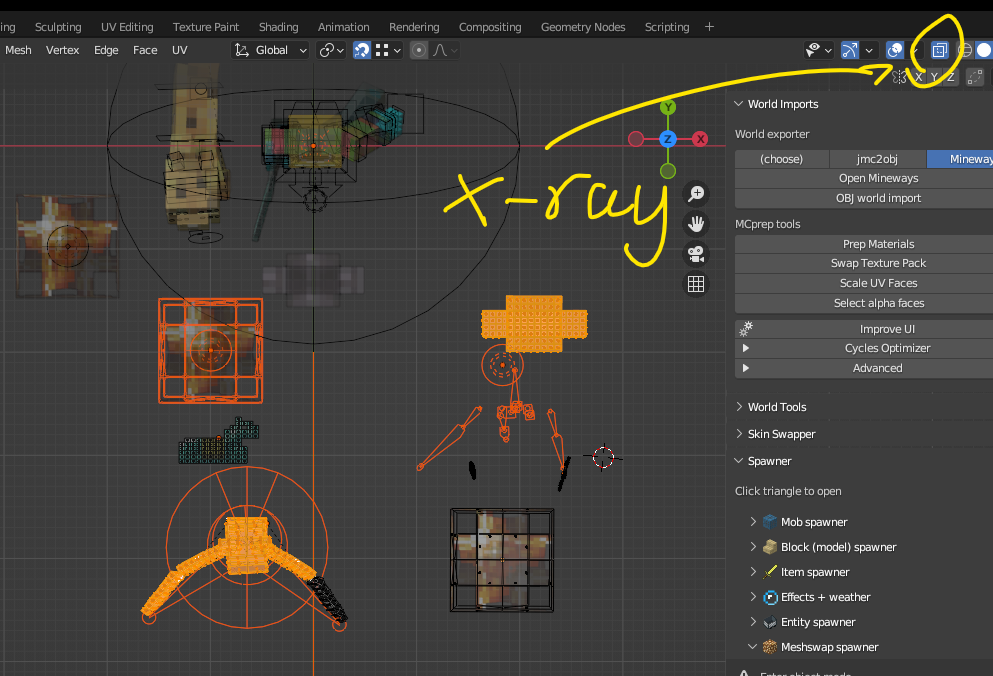 ing Sculpting UV Editing Texture Paint Shading Animation Rendering Compositing Geometry Nodes Scripting +
Mesh Vertex Edge Face UV Global
X Y Z
World Imports
Y
World exporter
Z X
(choose) jmc2obj Mineway
Open Mineways
x-ray
OBJ world import
MCprep tools
Prep Materials
Swap Texture Pack
Scale UV Faces
Select alpha faces
Improve UI
Cycles Optimizer
Advanced
World Tools
Skin Swapper
Spawner
Click triangle to open
Mob spawner
Block (model) spawner
Item spawner
Effects + weather
Entity spawner
Meshswap spawner
Enter object mode